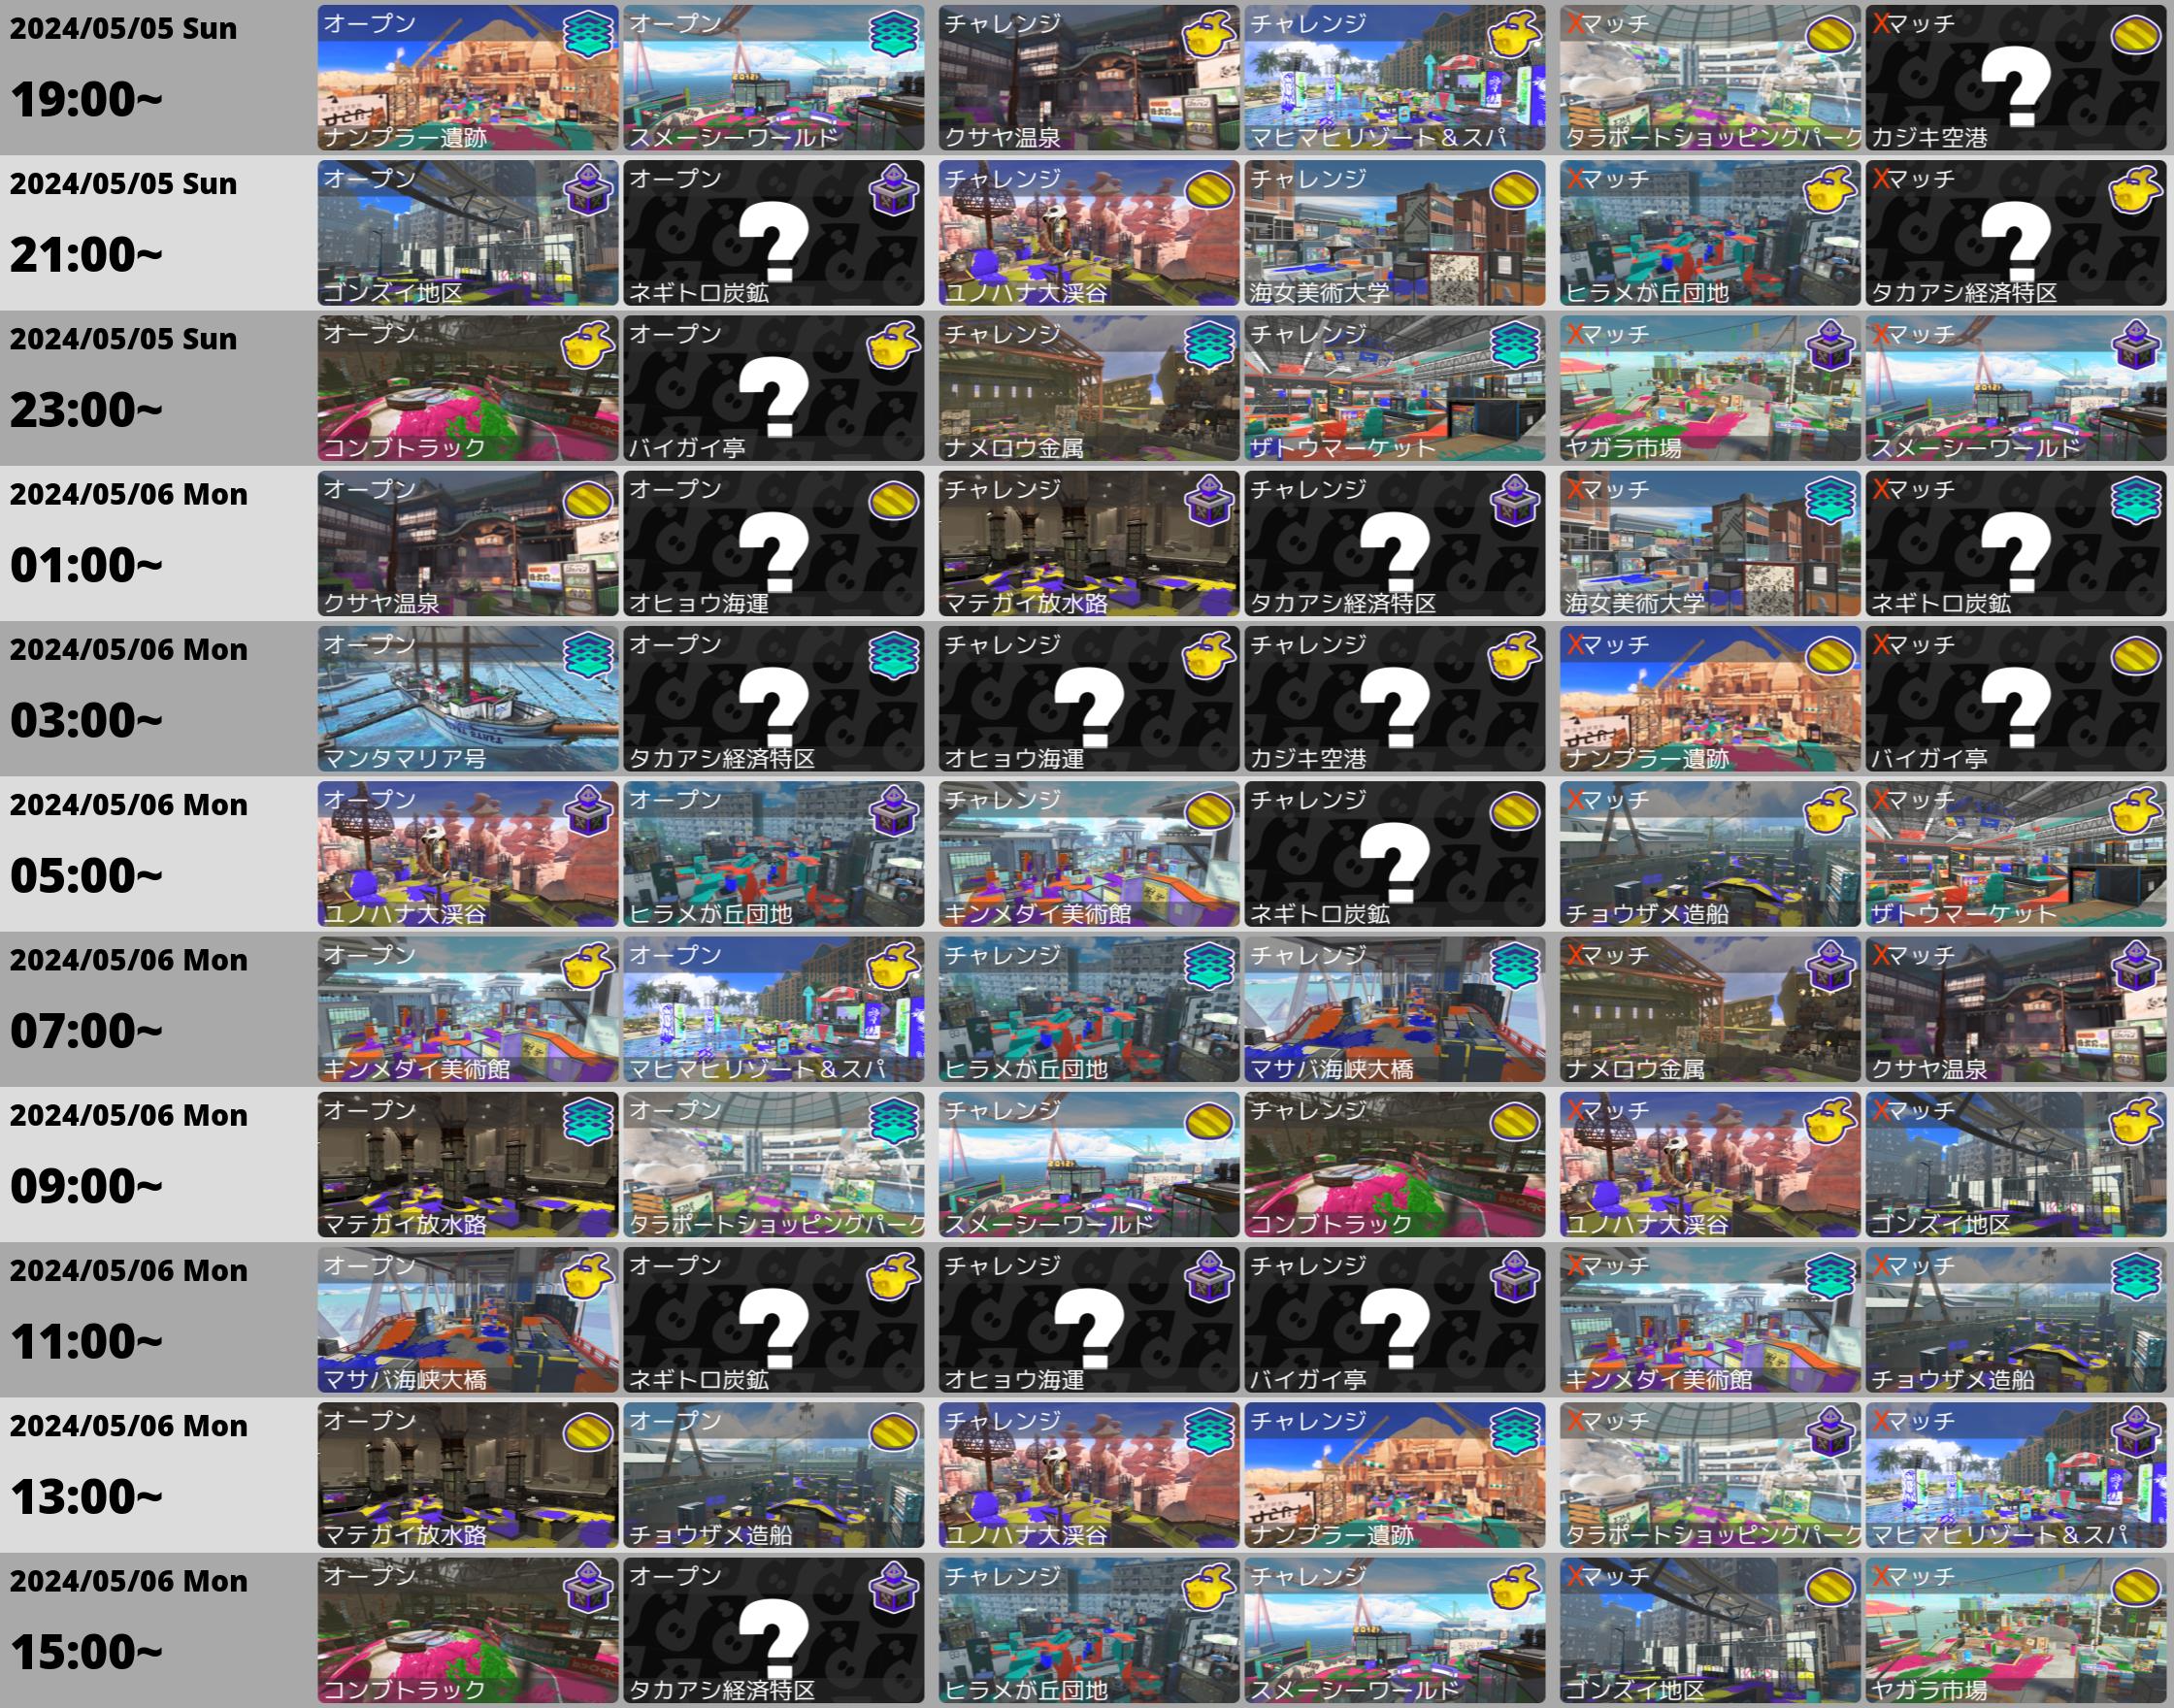 2024/05/05 Sun
19:00~
オープン オープン チャレンジ チャレンジ Xマッチ Xマッチ
ナンプラー遺跡 スメーシーワールド クサヤ温泉 マヒマヒリゾート&スパ タラポートショッピングパーク カジキ空港
2024/05/05 Sun
21:00~
オープン オープン チャレンジ チャレンジ Xマッチ Xマッチ
ゴンズイ地区 ネギトロ炭鉱 ユノハナ大渓谷 海女美術大学 ヒラメが丘団地 タカアシ経済特区
2024/05/05 Sun
23:00~
オープン オープン チャレンジ チャレンジ Xマッチ Xマッチ
コンブトラック バイガイ亭 ナメロウ金属 ザトウマーケット ヤガラ市場 スメーシーワールド
2024/05/06 Mon
01:00~
オープン オープン チャレンジ チャレンジ Xマッチ Xマッチ
クサヤ温泉 オヒョウ海運 マテガイ放水路 タカアシ経済特区 海女美術大学 ネギトロ炭鉱
2024/05/06 Mon
03:00~
オープン オープン チャレンジ チャレンジ Xマッチ Xマッチ
マンタマリア号 タカアシ経済特区 オヒョウ海運 カジキ空港 ナンプラー遺跡 バイガイ亭
2024/05/06 Mon
05:00~
オープン オープン チャレンジ チャレンジ Xマッチ Xマッチ
ユノハナ大渓谷 ヒラメが丘団地 キンメダイ美術館 ネギトロ炭鉱 チョウザメ造船 ザトウマーケット
2024/05/06 Mon
07:00~
オープン オープン チャレンジ チャレンジ Xマッチ Xマッチ
キンメダイ美術館 マヒマヒリゾート&スパ ヒラメが丘団地 マサバ海峡大橋 ナメロウ金属 クサヤ温泉
2024/05/06 Mon
09:00~
オープン オープン チャレンジ チャレンジ Xマッチ Xマッチ
マテガイ放水路 タラポートショッピングパーク スメーシーワールド コンブトラック ユノハナ大渓谷 ゴンズイ地区
2024/05/06 Mon
11:00~
オープン オープン チャレンジ チャレンジ Xマッチ Xマッチ
マサバ海峡大橋 ネギトロ炭鉱 オヒョウ海運 バイガイ亭 キンメダイ美術館 チョウザメ造船
2024/05/06 Mon
13:00~
オープン オープン チャレンジ チャレンジ Xマッチ Xマッチ
マテガイ放水路 チョウザメ造船 ユノハナ大渓谷 ナンプラー遺跡 タラポートショッピングパーク マヒマヒリゾート&スパ
2024/05/06 Mon
15:00~
オープン オープン チャレンジ チャレンジ Xマッチ Xマッチ
コンブトラック タカアシ経済特区 ヒラメが丘団地 スメーシーワールド ゴンズイ地区 ヤガラ市場